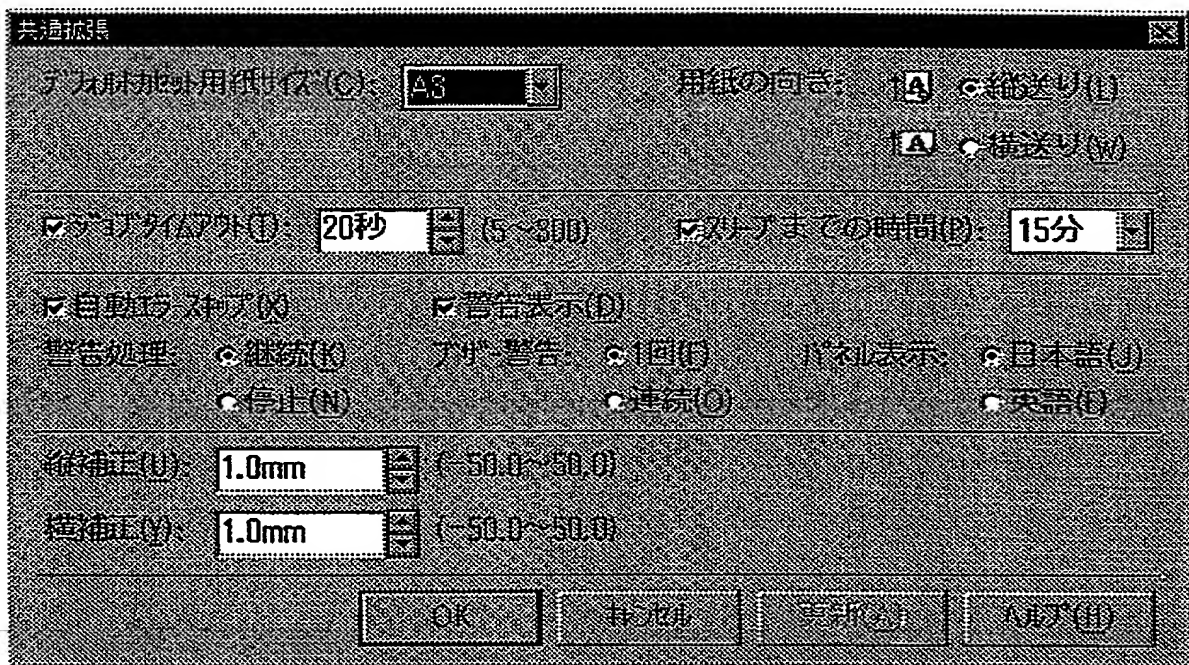 共通拡張
ﾃﾞﾌｫﾙﾄｶｾｯﾄ用紙ｻｲｽﾞ(C): A3 用紙の向き: A 縦送り(L)
A 横送り(W)
ｼﾞｮﾌﾞﾀｲﾑｱｳﾄ(T): 20秒 (5~300) ｽﾘｰﾌﾟまでの時間(P): 15分
自動ｴﾗｰｽｷｯﾌﾟ(X) 警告表示(D)
警告処理: 継続(K) ﾌﾞｻﾞｰ警告: 1回(F) ﾊﾟﾈﾙ表示: 日本語(J)
停止(N) 連続(O) 英語(E)
縦補正(U): 1.0mm (-50.0~50.0)
横補正(Y): 1.0mm (-50.0~50.0)
OK ｷｬﾝｾﾙ 更新(A) ﾍﾙﾌﾟ(H)